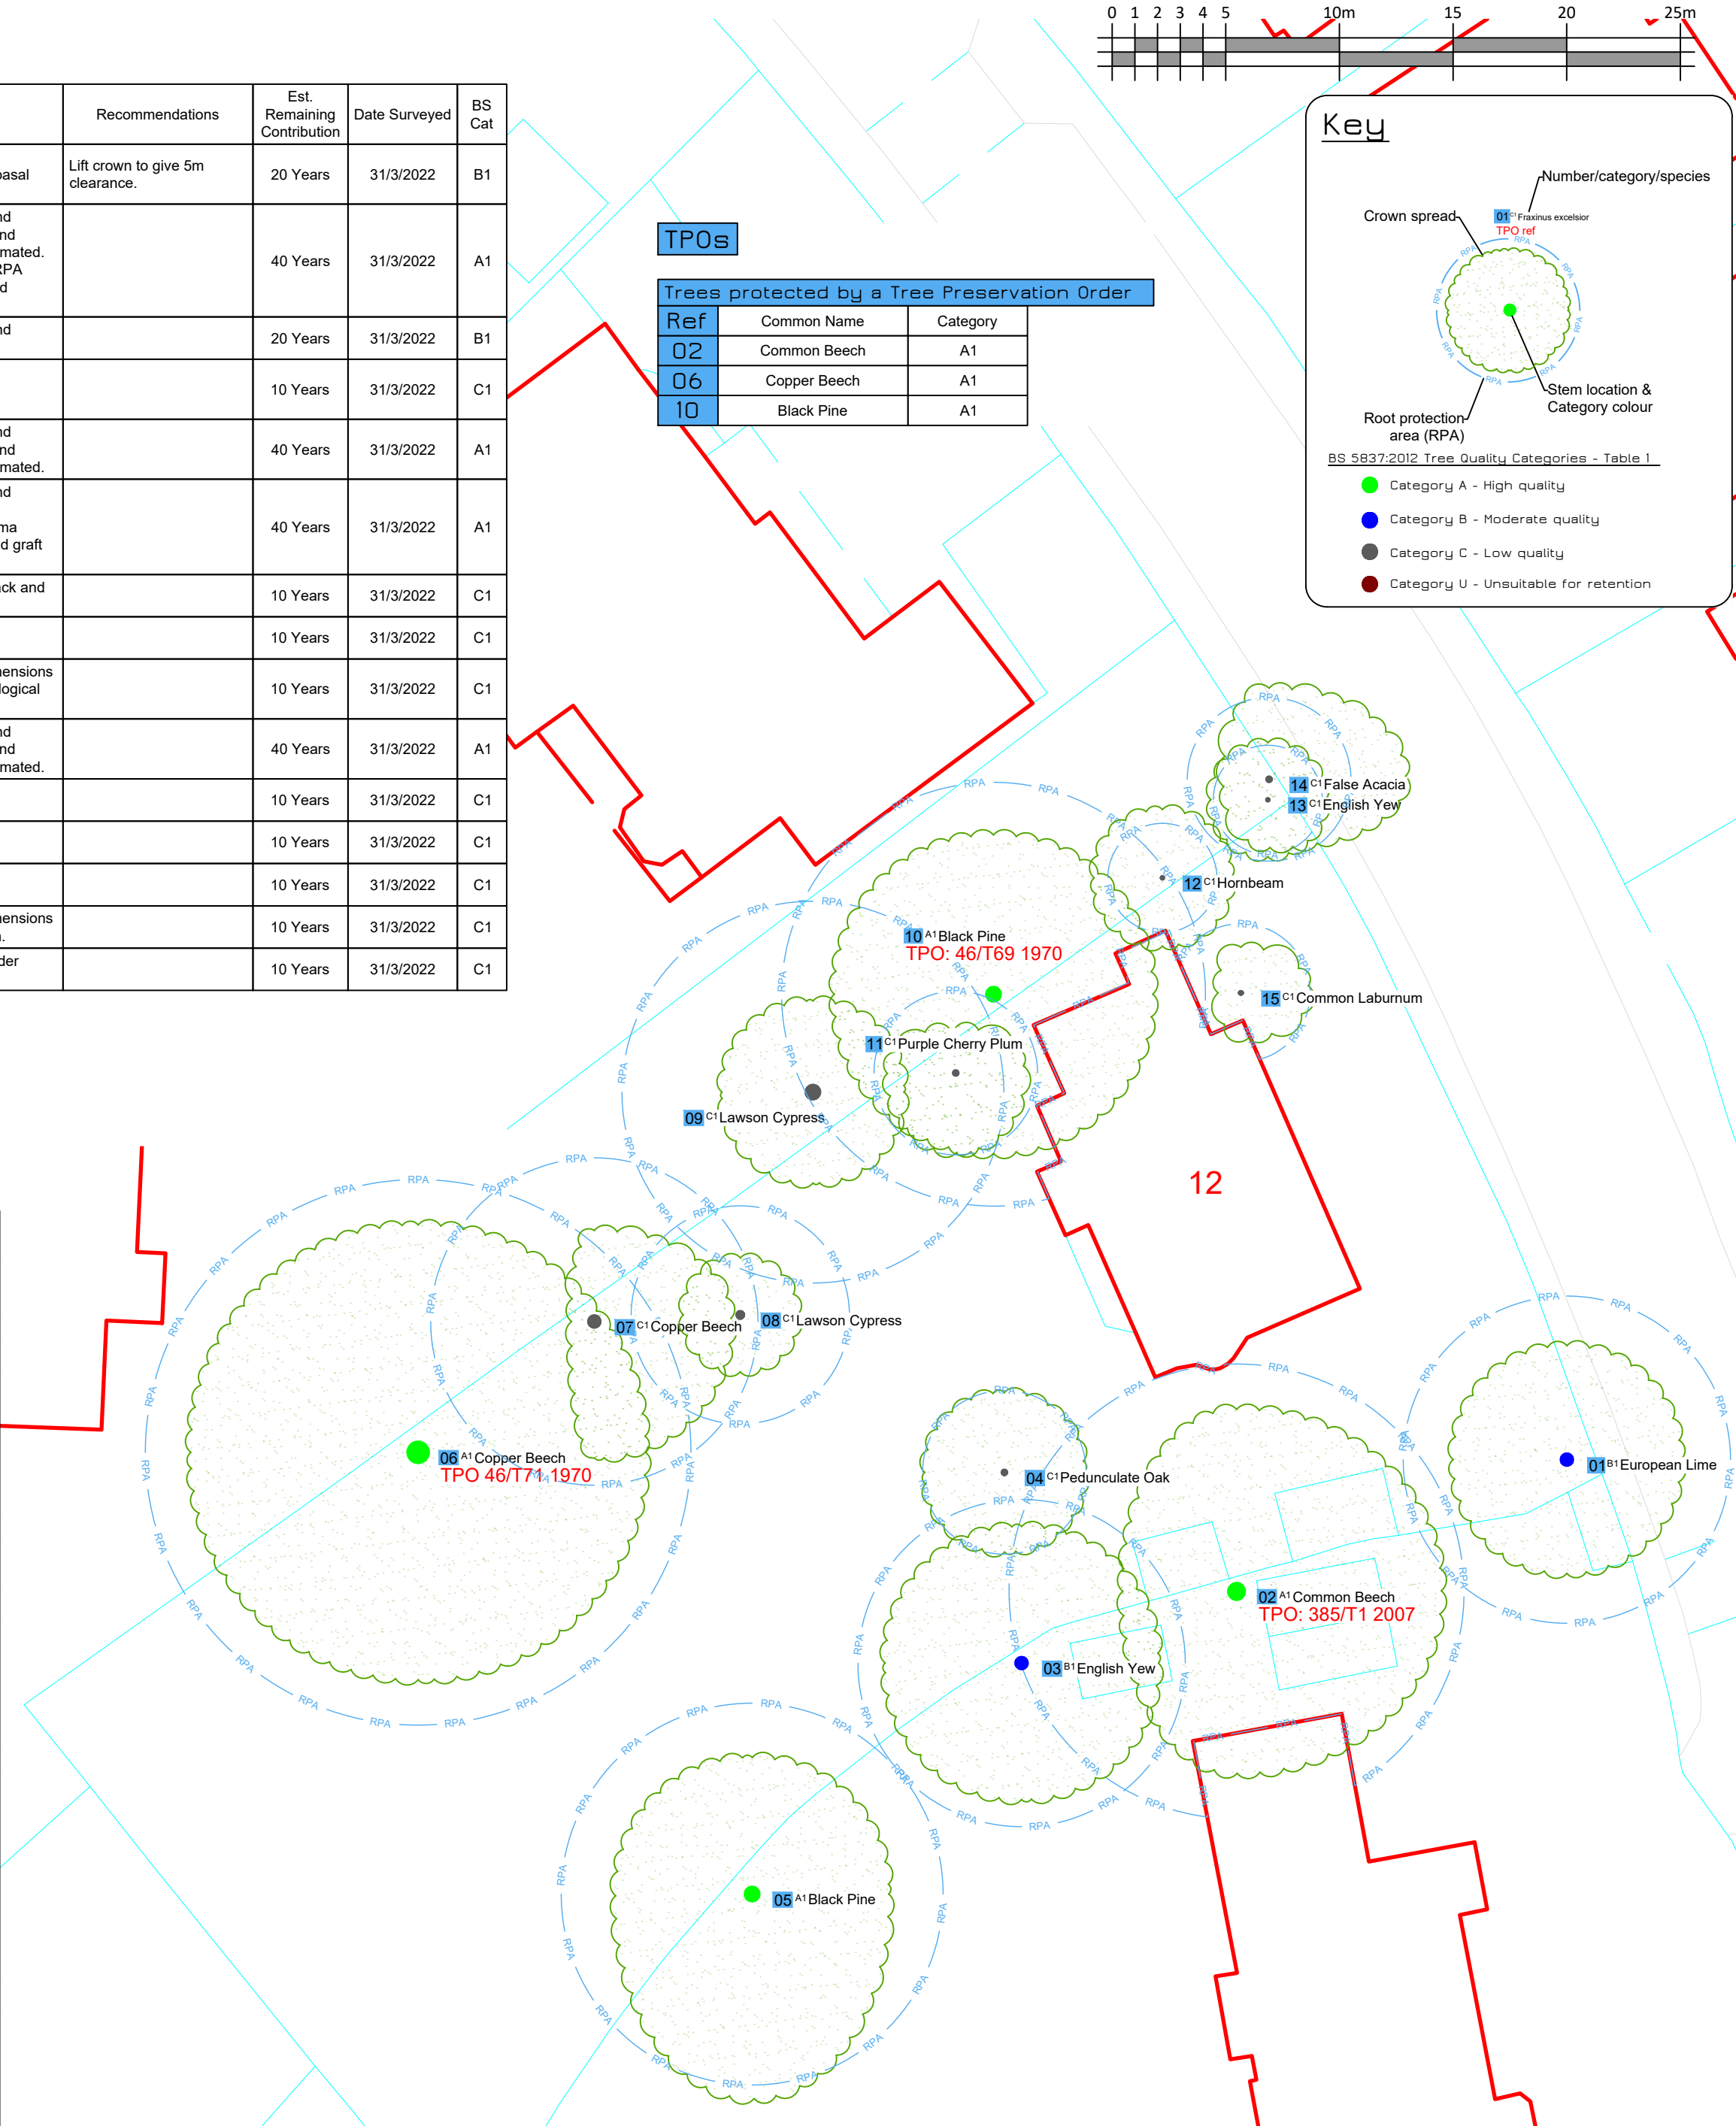 0 1 2 3 4 5 10m 15 20 25m
Recommendations
Est.
Remaining
Contribution
Date Surveyed
BS
Cat
basal
Lift crown to give 5m
clearance.
20 Years 31/3/2022 B1
40 Years 31/3/2022 A1
20 Years 31/3/2022 B1
10 Years 31/3/2022 C1
40 Years 31/3/2022 A1
40 Years 31/3/2022 A1
d graft
ack and
10 Years 31/3/2022 C1
10 Years 31/3/2022 C1
10 Years 31/3/2022 C1
40 Years 31/3/2022 A1
10 Years 31/3/2022 C1
10 Years 31/3/2022 C1
10 Years 31/3/2022 C1
10 Years 31/3/2022 C1
10 Years 31/3/2022 C1
TPOs
Trees protected by a Tree Preservation Order
Ref Common Name Category
02 Common Beech A1
06 Copper Beech A1
10 Black Pine A1
Key
Number/category/species
Crown spread
01 C1 Fraxinus excelsior
TPO ref
Stem location &
Category colour
Root protection
area (RPA)
BS 5837:2012 Tree Quality Categories - Table 1
Category A - High quality
Category B - Moderate quality
Category C - Low quality
Category U - Unsuitable for retention
14 C1 False Acacia
13 C1 English Yew
12 C1 Hornbeam
10 A1 Black Pine
TPO: 46/T69 1970
15 C1 Common Laburnum
11 C1 Purple Cherry Plum
09 C1 Lawson Cypress
12
07 C1 Copper Beech
08 C1 Lawson Cypress
06 A1 Copper Beech
TPO 46/T71 1970
04 C1 Pedunculate Oak
01 B1 European Lime
02 A1 Common Beech
TPO: 385/T1 2007
03 B1 English Yew
05 A1 Black Pine
RPA